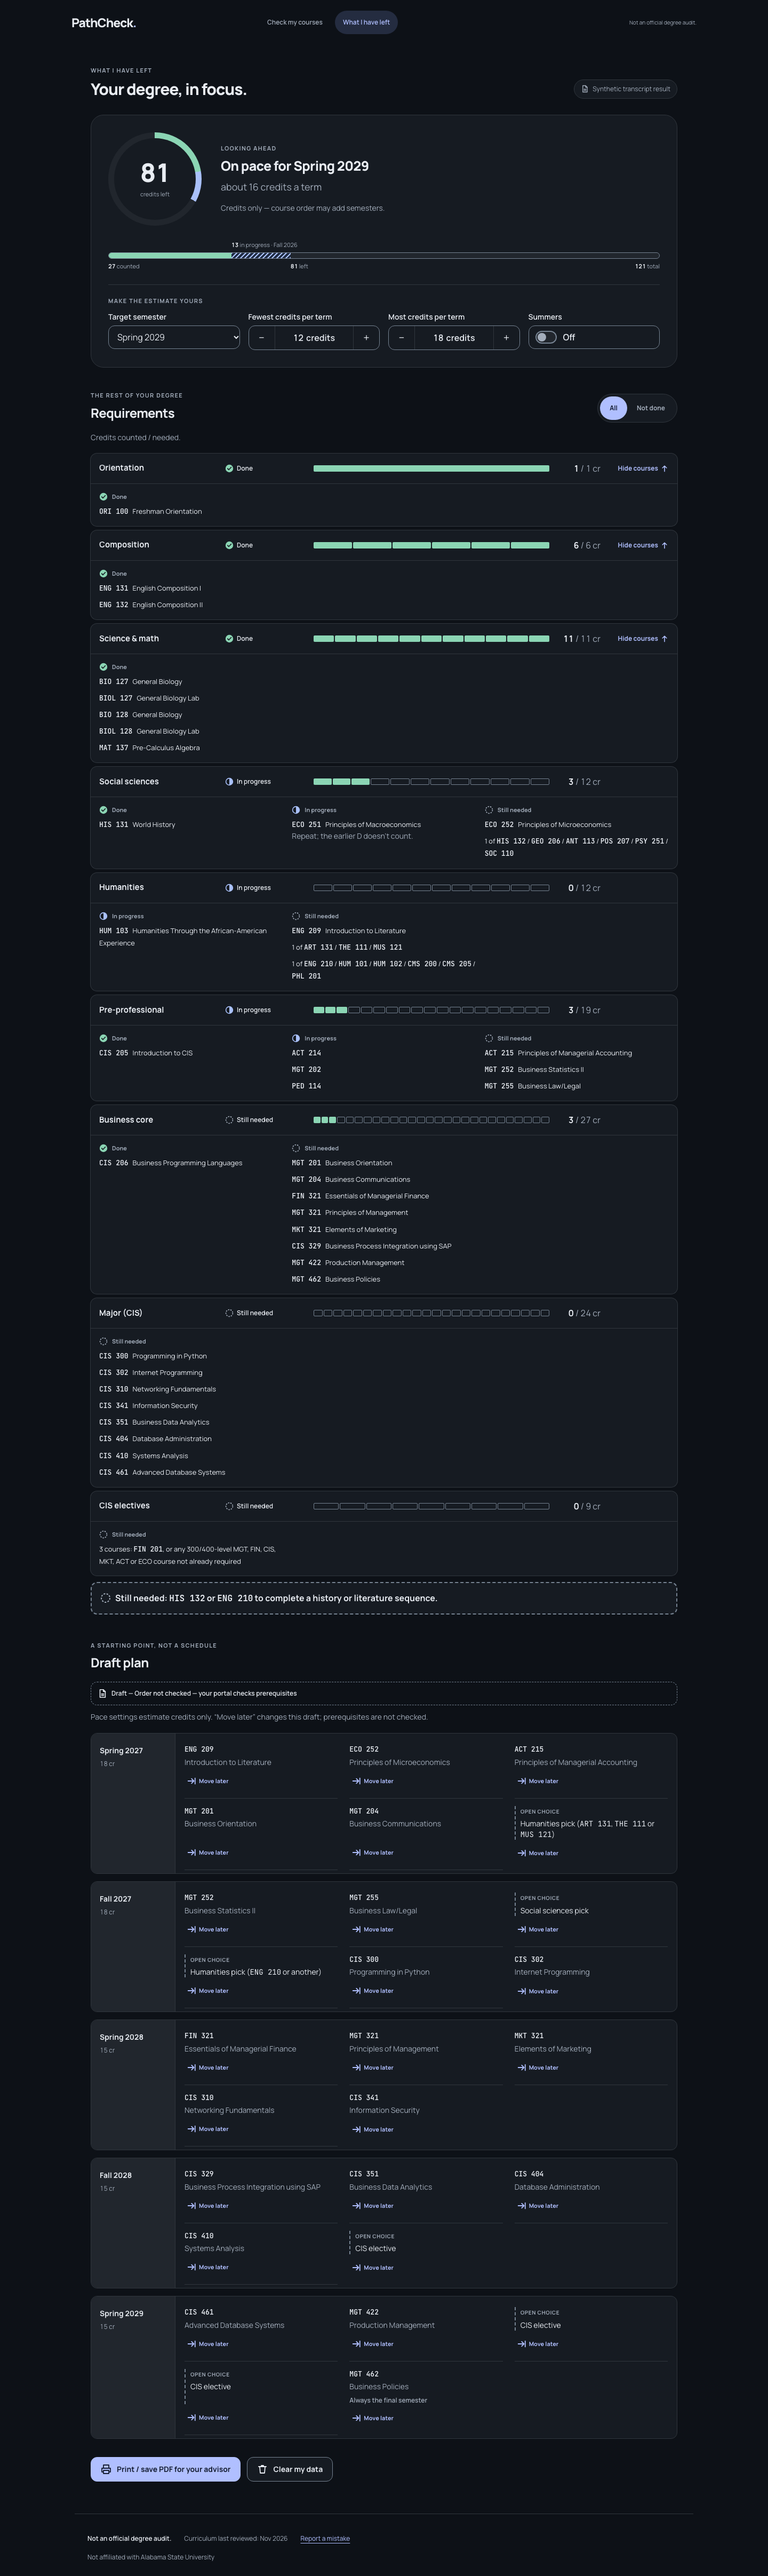 PathCheck.
Check my courses
What I have left
Not an official degree audit.
WHAT I HAVE LEFT
Your degree, in focus.
Synthetic transcript result
81
credits left
LOOKING AHEAD
On pace for Spring 2029
about 16 credits a term
Credits only — course order may add semesters.
13 in progress · Fall 2026
27 counted
81 left
121 total
MAKE THE ESTIMATE YOURS
Target semester
Fewest credits per term
Most credits per term
Summers
Spring 2029
− 12 credits +
− 18 credits +
Off
THE REST OF YOUR DEGREE
Requirements
All
Not done
Credits counted / needed.
Orientation
Done
1 / 1 cr
Hide courses
Done
ORI 100 Freshman Orientation
Composition
Done
6 / 6 cr
Hide courses
Done
ENG 131 English Composition I
ENG 132 English Composition II
Science & math
Done
11 / 11 cr
Hide courses
Done
BIO 127 General Biology
BIOL 127 General Biology Lab
BIO 128 General Biology
BIOL 128 General Biology Lab
MAT 137 Pre-Calculus Algebra
Social sciences
In progress
3 / 12 cr
Done
HIS 131 World History
In progress
ECO 251 Principles of Macroeconomics
Repeat; the earlier D doesn't count.
Still needed
ECO 252 Principles of Microeconomics
1 of HIS 132 / GEO 206 / ANT 113 / POS 207 / PSY 251 /
SOC 110
Humanities
In progress
0 / 12 cr
In progress
HUM 103 Humanities Through the African-American
Experience
Still needed
ENG 209 Introduction to Literature
1 of ART 131 / THE 111 / MUS 121
1 of ENG 210 / HUM 101 / HUM 102 / CMS 200 / CMS 205 /
PHL 201
Pre-professional
In progress
3 / 19 cr
Done
CIS 205 Introduction to CIS
In progress
ACT 214
MGT 202
PED 114
Still needed
ACT 215 Principles of Managerial Accounting
MGT 252 Business Statistics II
MGT 255 Business Law/Legal
Business core
Still needed
3 / 27 cr
Done
CIS 206 Business Programming Languages
Still needed
MGT 201 Business Orientation
MGT 204 Business Communications
FIN 321 Essentials of Managerial Finance
MGT 321 Principles of Management
MKT 321 Elements of Marketing
CIS 329 Business Process Integration using SAP
MGT 422 Production Management
MGT 462 Business Policies
Major (CIS)
Still needed
0 / 24 cr
Still needed
CIS 300 Programming in Python
CIS 302 Internet Programming
CIS 310 Networking Fundamentals
CIS 341 Information Security
CIS 351 Business Data Analytics
CIS 404 Database Administration
CIS 410 Systems Analysis
CIS 461 Advanced Database Systems
CIS electives
Still needed
0 / 9 cr
Still needed
3 courses: FIN 201, or any 300/400-level MGT, FIN, CIS,
MKT, ACT or ECO course not already required
Still needed: HIS 132 or ENG 210 to complete a history or literature sequence.
A STARTING POINT, NOT A SCHEDULE
Draft plan
Draft — Order not checked — your portal checks prerequisites
Pace settings estimate credits only. "Move later" changes this draft; prerequisites are not checked.
Spring 2027
18 cr
ENG 209
Introduction to Literature
Move later
ECO 252
Principles of Microeconomics
Move later
ACT 215
Principles of Managerial Accounting
Move later
MGT 201
Business Orientation
Move later
MGT 204
Business Communications
Move later
OPEN CHOICE
Humanities pick (ART 131, THE 111 or
MUS 121)
Move later
Fall 2027
18 cr
MGT 252
Business Statistics II
Move later
MGT 255
Business Law/Legal
Move later
OPEN CHOICE
Social sciences pick
Move later
OPEN CHOICE
Humanities pick (ENG 210 or another)
Move later
CIS 300
Programming in Python
Move later
CIS 302
Internet Programming
Move later
Spring 2028
15 cr
FIN 321
Essentials of Managerial Finance
Move later
MGT 321
Principles of Management
Move later
MKT 321
Elements of Marketing
Move later
CIS 310
Networking Fundamentals
Move later
CIS 341
Information Security
Move later
Fall 2028
15 cr
CIS 329
Business Process Integration using SAP
Move later
CIS 351
Business Data Analytics
Move later
CIS 404
Database Administration
Move later
CIS 410
Systems Analysis
Move later
OPEN CHOICE
CIS elective
Move later
Spring 2029
15 cr
CIS 461
Advanced Database Systems
Move later
MGT 422
Production Management
Move later
OPEN CHOICE
CIS elective
Move later
OPEN CHOICE
CIS elective
Move later
MGT 462
Business Policies
Always the final semester
Move later
Print / save PDF for your advisor
Clear my data
Not an official degree audit.
Curriculum last reviewed: Nov 2026
Report a mistake
Not affiliated with Alabama State University